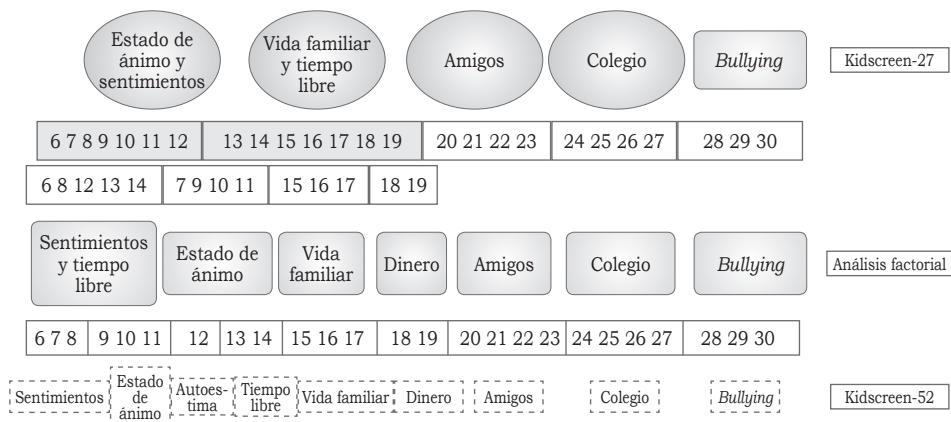 Estado de
ánimo y
sentimientos
Vida familiar
y tiempo
libre
Amigos
Colegio
Bullying
Kidscreen-27
6 7 8 9 10 11 12
13 14 15 16 17 18 19
20 21 22 23
24 25 26 27
28 29 30
6 8 12 13 14
7 9 10 11
15 16 17
18 19
Sentimientos
y tiempo
libre
Estado de
ánimo
Vida
familiar
Dinero
Amigos
Colegio
Bullying
Análisis factorial
6 7 8
9 10 11
12
13 14
15 16 17
18 19
20 21 22 23
24 25 26 27
28 29 30
Sentimientos
Estado
de
ánimo
Autoes-
tima
Tiempo
libre
Vida familiar
Dinero
Amigos
Colegio
Bullying
Kidscreen-52